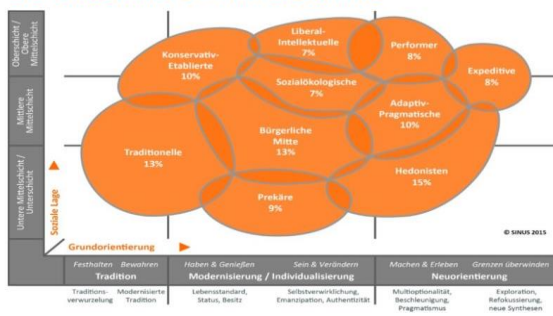 Oberschicht /
Obere
Mittelschicht
Mittlere
Mittelschicht
Untere Mittelschicht /
Unterschicht
Soziale Lage
Konservativ-
Etablierte
10%
Liberal-
Intellektuelle
7%
Performer
8%
Expeditive
8%
Sozialökologische
7%
Adaptiv-
Pragmatische
10%
Traditionelle
13%
Bürgerliche
Mitte
13%
Hedonisten
15%
Prekäre
9%
© SINUS 2015
Grundorientierung
Festhalten Bewahren
Tradition
Haben & Genießen Sein & Verändern
Modernisierung / Individualisierung
Machen & Erleben Grenzen überwinden
Neuorientierung
Traditions-
verwurzelung
Modernisierte
Tradition
Lebensstandard,
Status, Besitz
Selbstverwirklichung,
Emanzipation, Authentizität
Multioptionalität,
Beschleunigung,
Pragmatismus
Exploration,
Refokussierung,
neue Synthesen